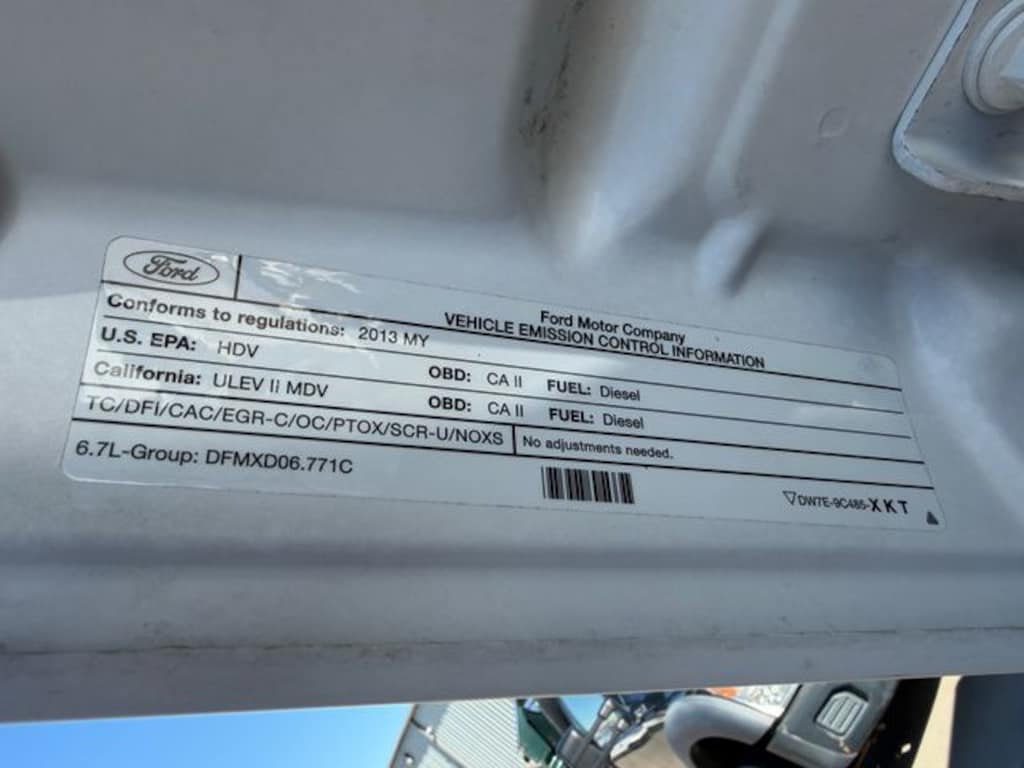 Ford
Ford Motor Company
VEHICLE EMISSION CONTROL INFORMATION
Conforms to regulations: 2013 MY
U.S. EPA: HDV OBD: CA II FUEL: Diesel
California: ULEV II MDV OBD: CA II FUEL: Diesel
TC/DFI/CAC/EGR-C/OC/PTOX/SCR-U/NOXS No adjustments needed.
6.7L-Group: DFMXD06.771C
DW7E-9C485-XKT